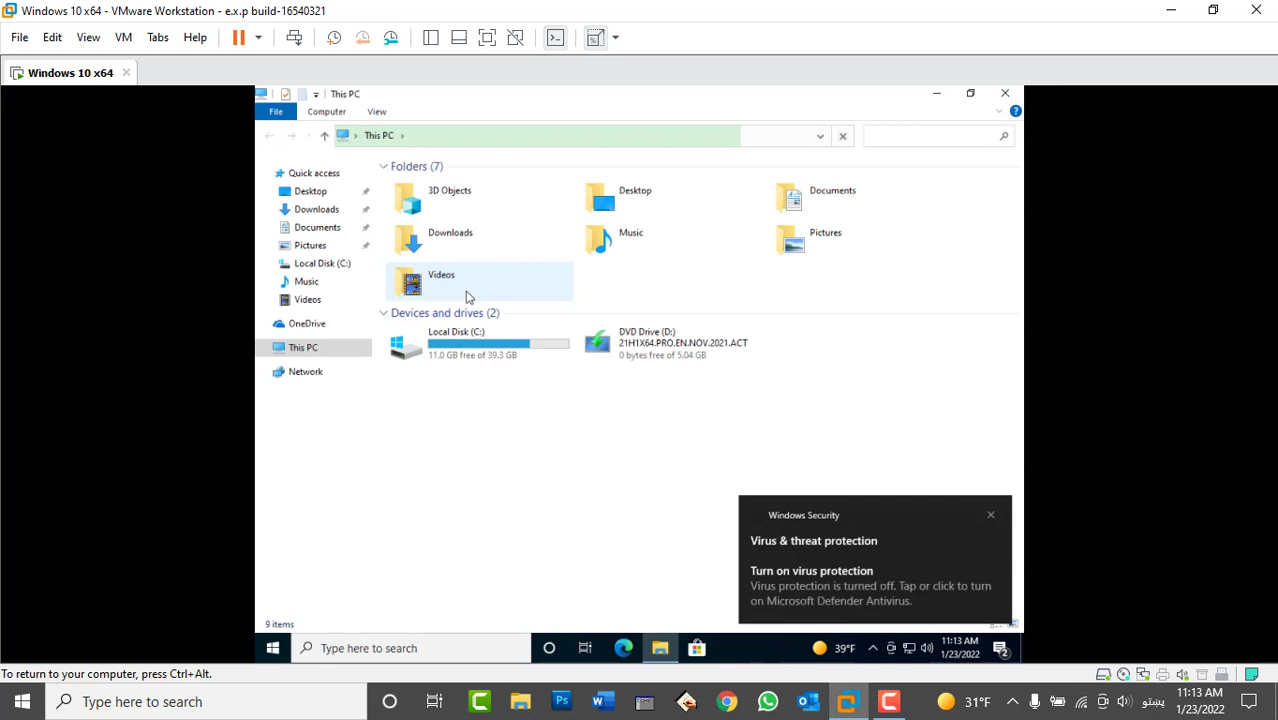 Windows 10 x64 - VMware Workstation - e.x.p build-16540321
File Edit View VM Tabs Help
Windows 10 x64
This PC
File Computer View
This PC
Quick access
Desktop
Downloads
Documents
Pictures
Local Disk (C:)
Music
Videos
OneDrive
This PC
Network
Folders (7)
3D Objects
Desktop
Documents
Downloads
Music
Pictures
Videos
Devices and drives (2)
Local Disk (C:)
11.0 GB free of 39.3 GB
DVD Drive (D:)
21H1X64.PRO.EN.NOV.2021.ACT
0 bytes free of 5.04 GB
Windows Security
Virus & threat protection
Turn on virus protection
Virus protection is turned off. Tap or click to turn
on Microsoft Defender Antivirus.
9 items
Type here to search
39°F
11:13 AM
1/23/2022
2
To return to your computer, press Ctrl+Alt.
Type here to search
31°F
پښتو
11:13 AM
1/23/2022